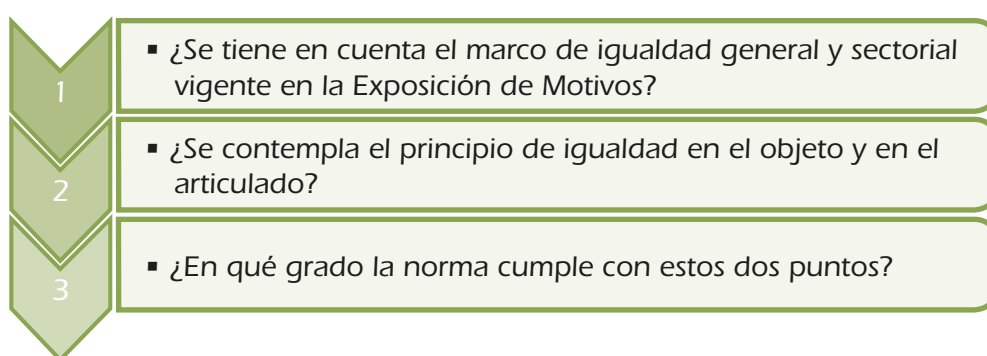 1
▪ ¿Se tiene en cuenta el marco de igualdad general y sectorial
vigente en la Exposición de Motivos?
2
▪ ¿Se contempla el principio de igualdad en el objeto y en el
articulado?
3
▪ ¿En qué grado la norma cumple con estos dos puntos?